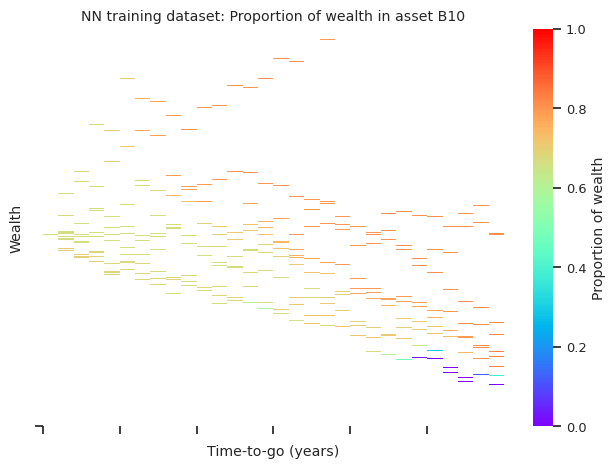 NN training dataset: Proportion of wealth in asset B10
Wealth
Time-to-go (years)
1.0
0.8
0.6
0.4
0.2
0.0
Proportion of wealth